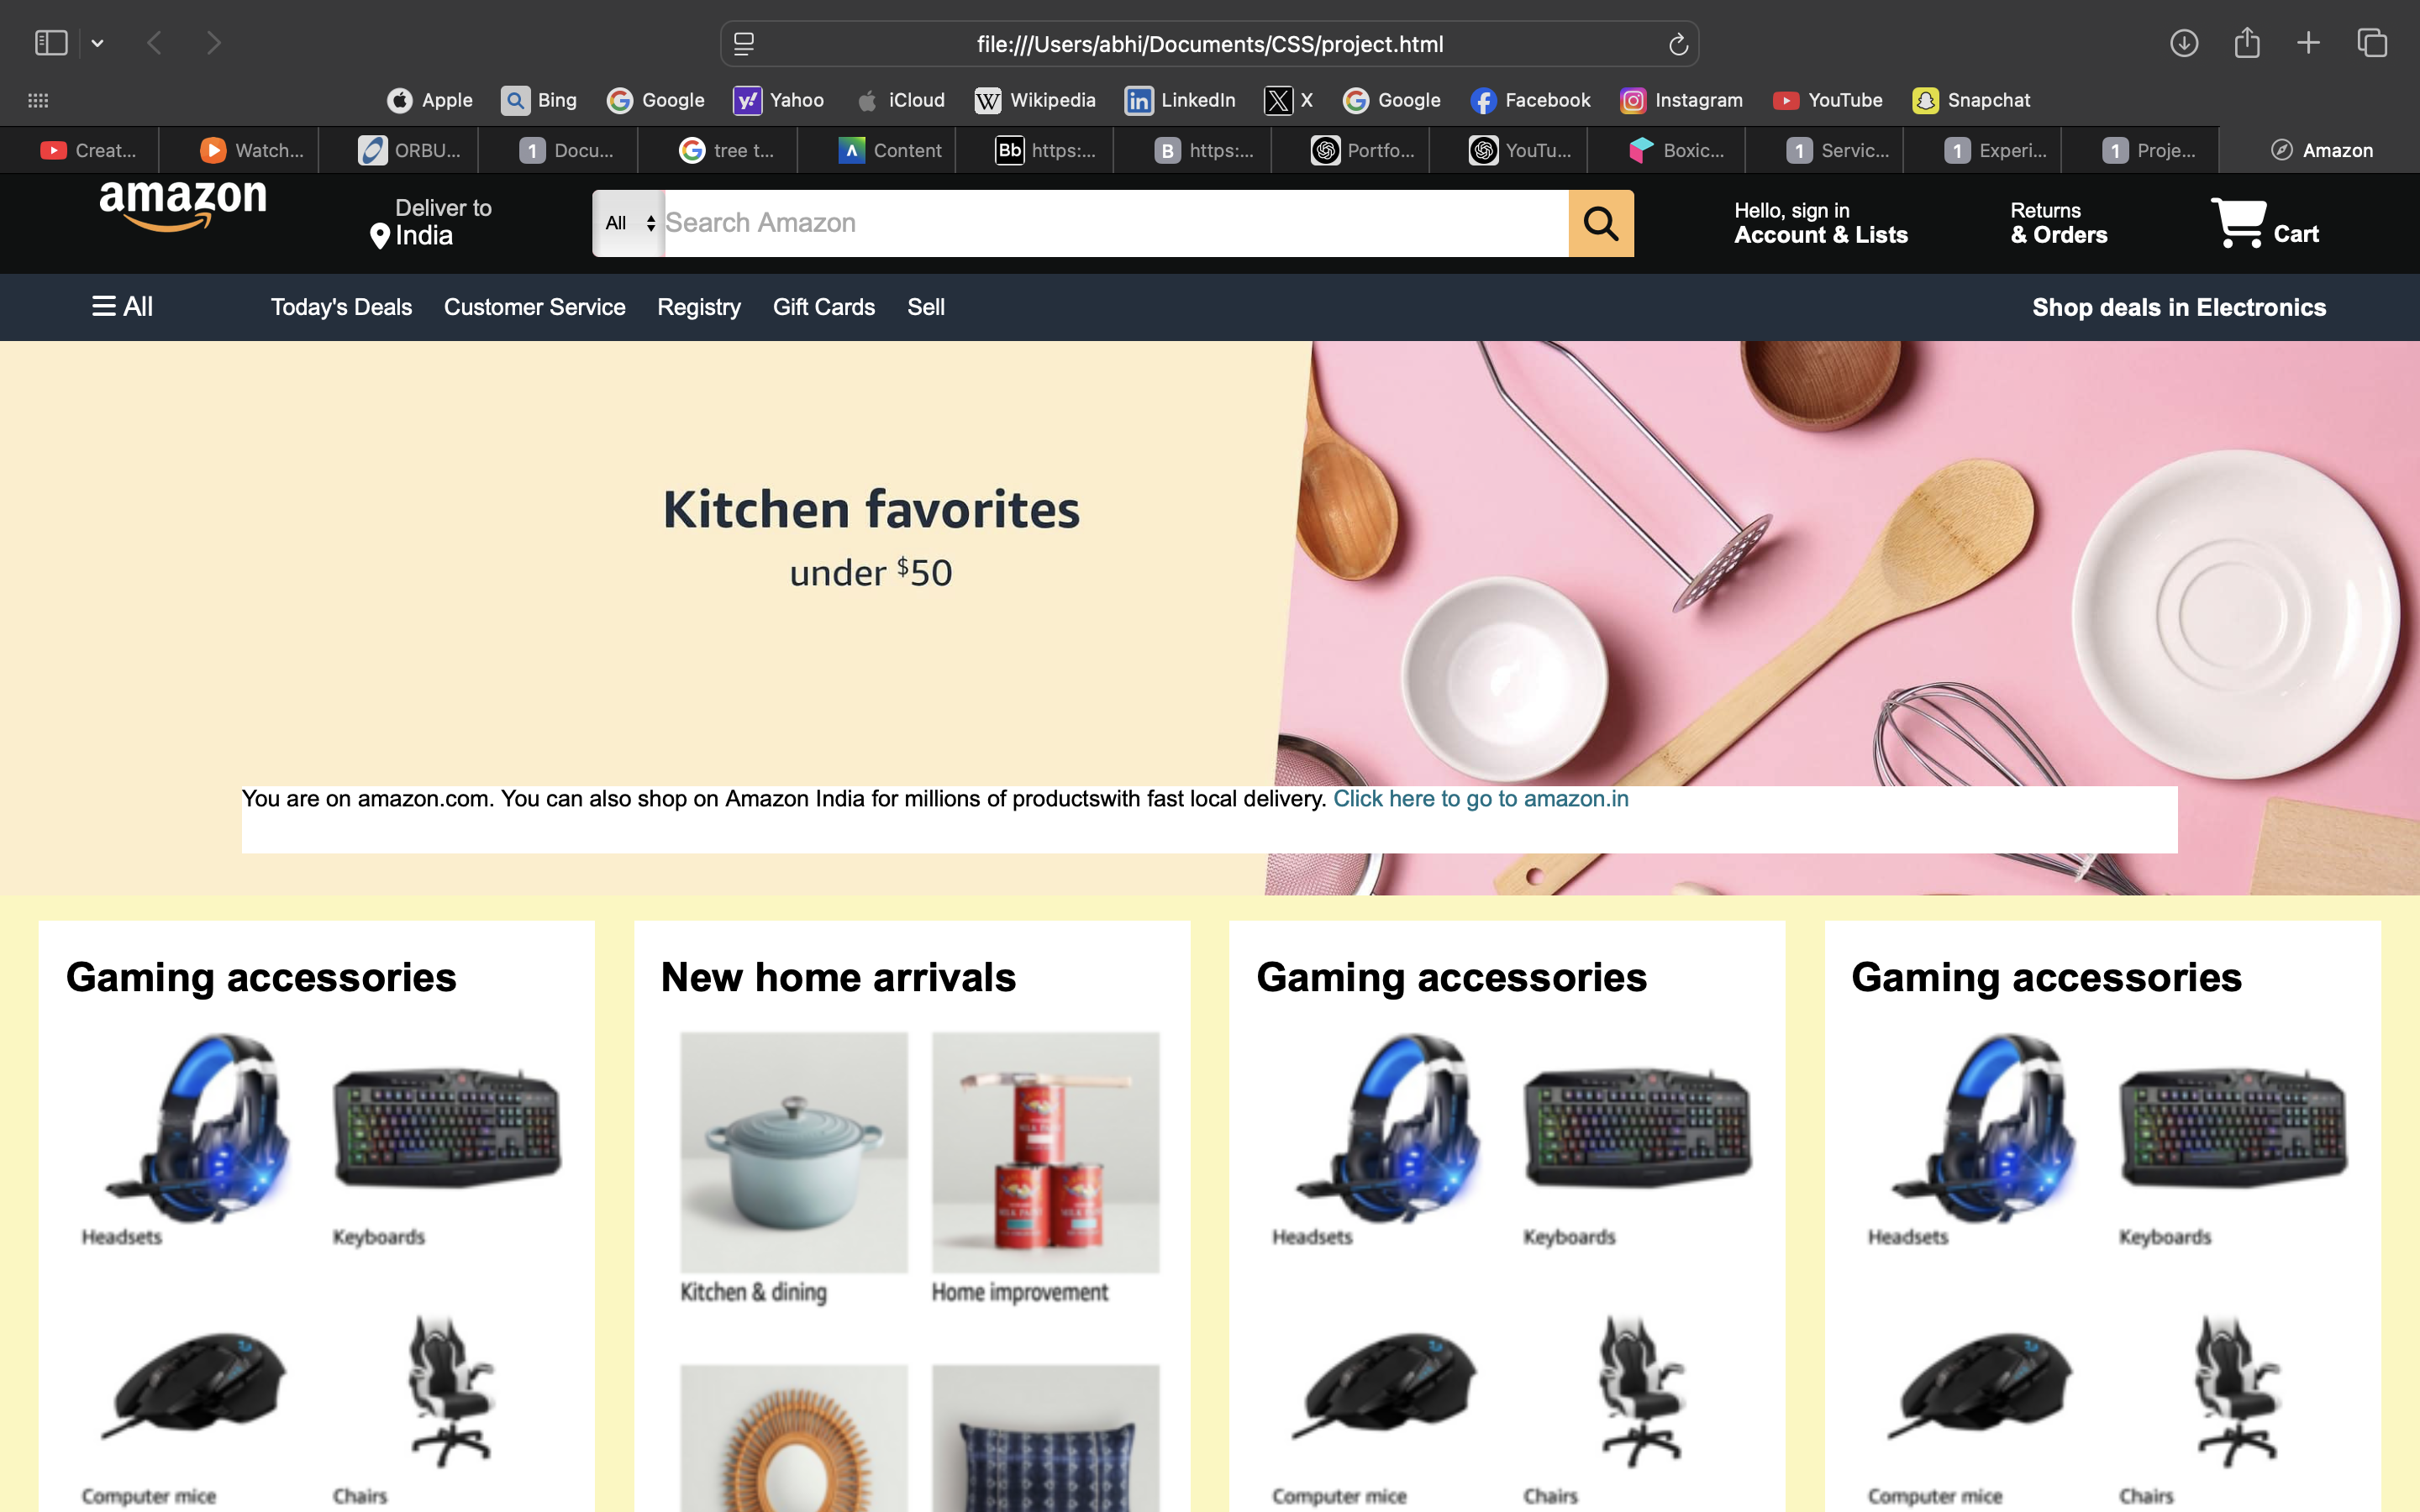 file:///Users/abhi/Documents/CSS/project.html
Apple Bing Google Yahoo iCloud Wikipedia LinkedIn X Google Facebook Instagram YouTube Snapchat
Creat... Watch... ORBU... Docu... tree t... Content https:... https:... Portfo... YouTu... Boxic... Servic... Experi... Proje... Amazon
amazon
Deliver to
India
All Search Amazon
Hello, sign in
Account & Lists
Returns
& Orders
Cart
All Today's Deals Customer Service Registry Gift Cards Sell Shop deals in Electronics
Kitchen favorites
under $50
You are on amazon.com. You can also shop on Amazon India for millions of productswith fast local delivery. Click here to go to amazon.in
Gaming accessories
Headsets Keyboards
Computer mice Chairs
New home arrivals
Kitchen & dining Home improvement
Gaming accessories
Headsets Keyboards
Computer mice Chairs
Gaming accessories
Headsets Keyboards
Computer mice Chairs